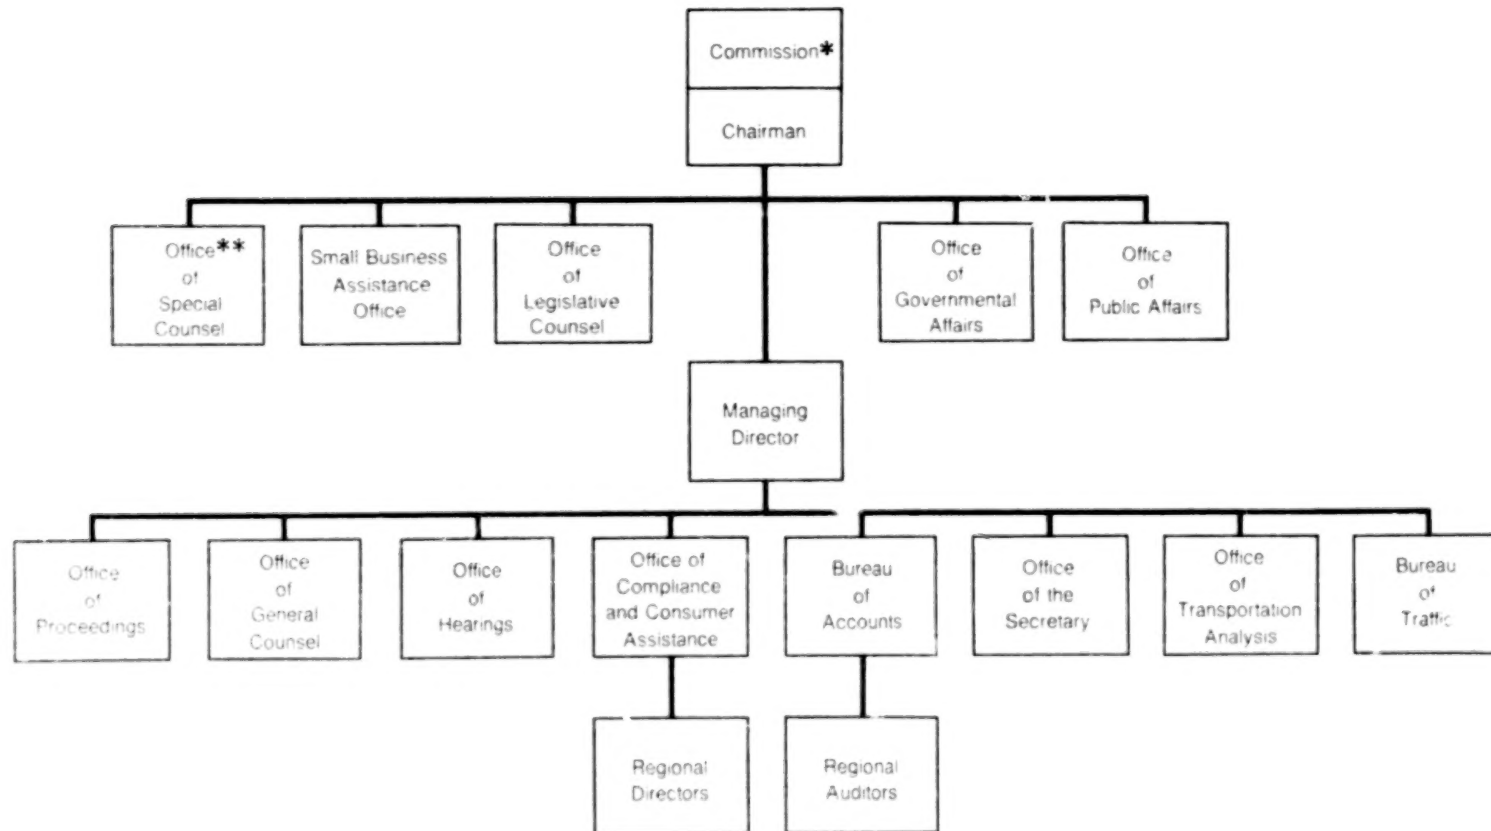 Commission*
Chairman
Office**
of
Special
Counsel
Small Business
Assistance
Office
Office
of
Legislative
Counsel
Office
of
Governmental
Affairs
Office
of
Public Affairs
Managing
Director
Office
of
Proceedings
Office
of
General
Counsel
Office
of
Hearings
Office of
Compliance
and Consumer
Assistance
Bureau
of
Accounts
Office
of the
Secretary
Office
of
Transportation
Analysis
Bureau
of
Traffic
Regional
Directors
Regional
Auditors